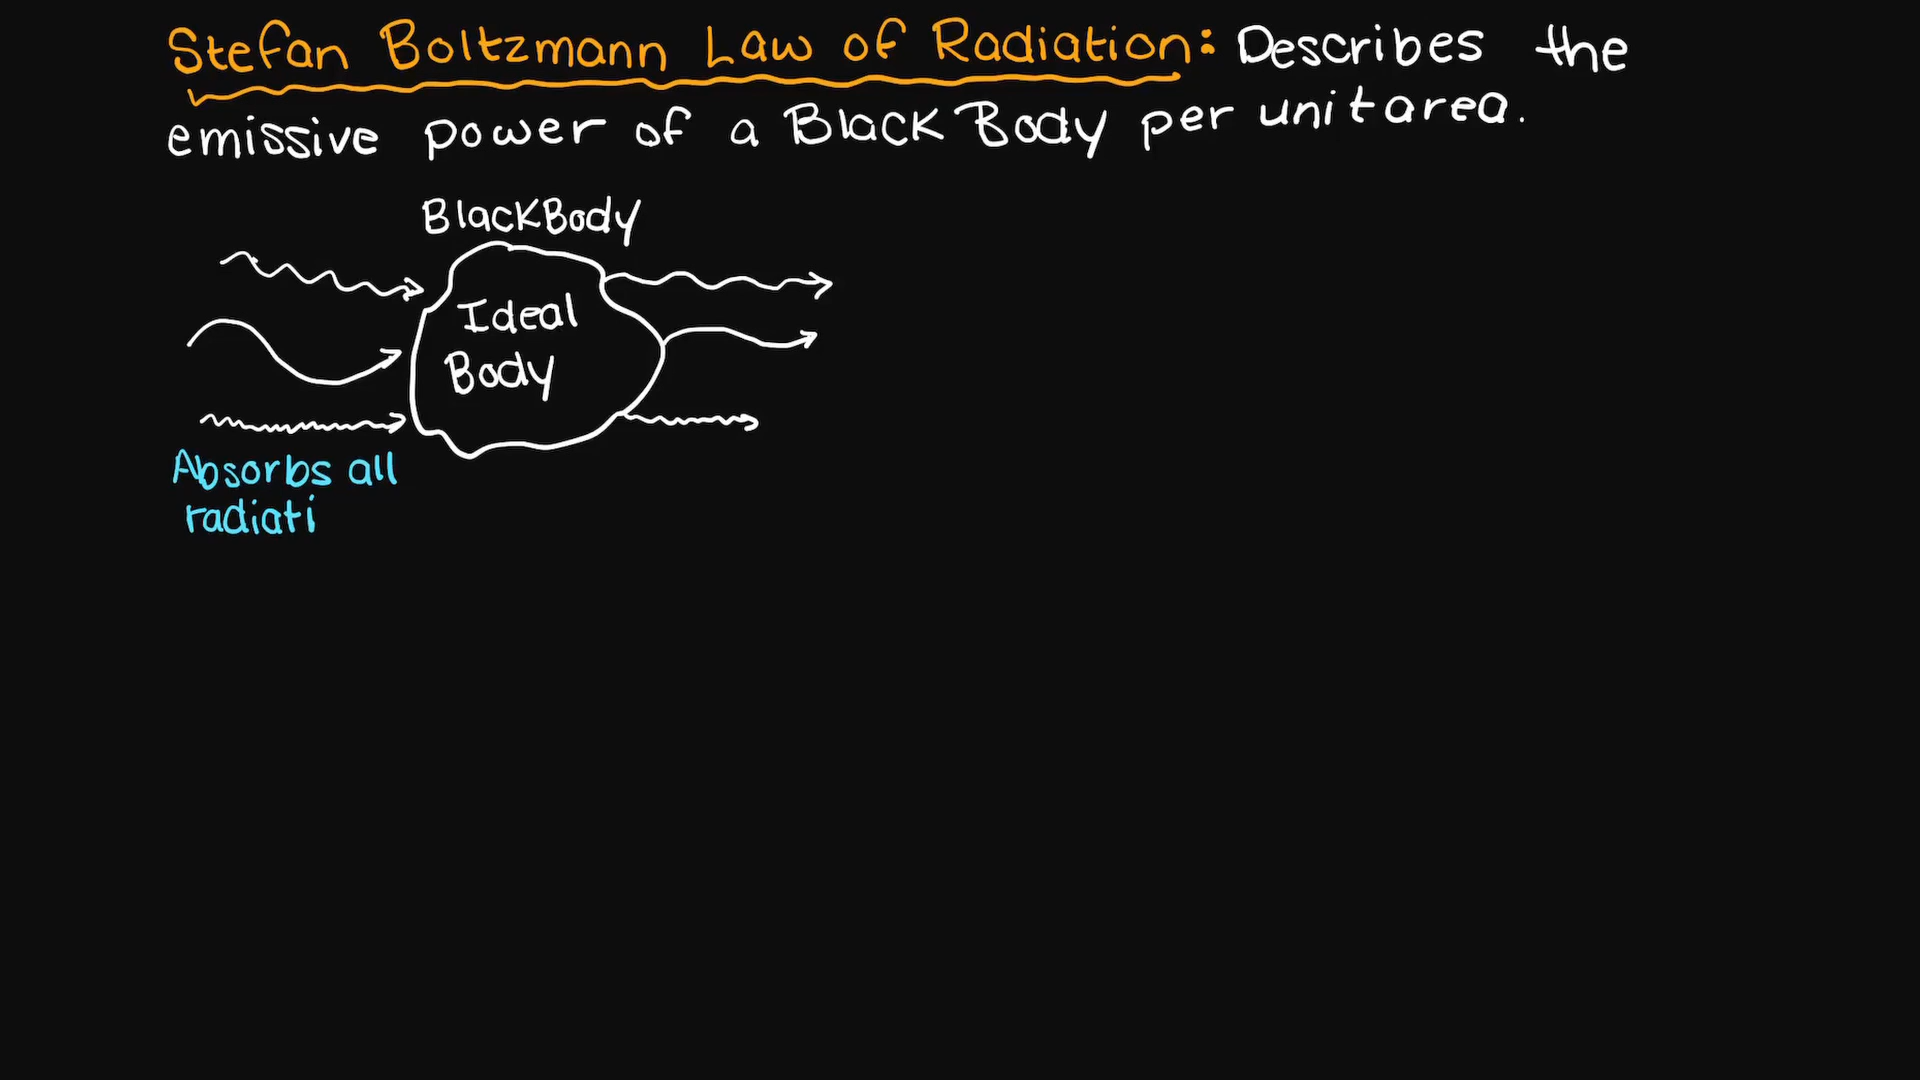 Stefan Boltzmann Law of Radiation: Describes the
emissive power of a Black Body per unit area.
BlackBody
Ideal
Body
Absorbs all
radiati